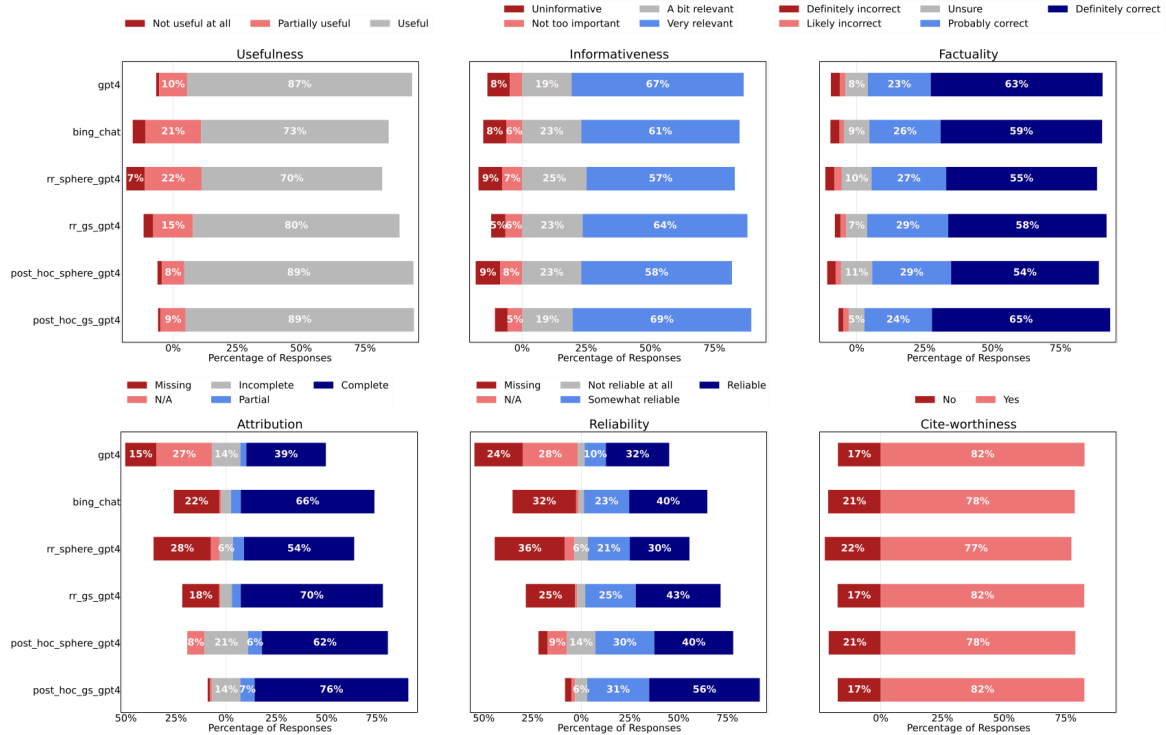 Not useful at all Partially useful Useful
Uninformative A bit relevant
Not too important Very relevant
Definitely incorrect Unsure Definitely correct
Likely incorrect Probably correct
Usefulness Informativeness Factuality
gpt4 10% 87% 8% 19% 67% 8% 23% 63%
bing_chat 21% 73% 8% 6% 23% 61% 9% 26% 59%
rr_sphere_gpt4 7% 22% 70% 9% 7% 25% 57% 10% 27% 55%
rr_gs_gpt4 15% 80% 5% 6% 23% 64% 7% 29% 58%
post_hoc_sphere_gpt4 8% 89% 9% 8% 23% 58% 11% 29% 54%
post_hoc_gs_gpt4 9% 89% 5% 19% 69% 5% 24% 65%
0% 25% 50% 75% 0% 25% 50% 75% 0% 25% 50% 75%
Percentage of Responses Percentage of Responses Percentage of Responses
Missing Incomplete Complete
N/A Partial
Missing Not reliable at all Reliable
N/A Somewhat reliable
No Yes
Attribution Reliability Cite-worthiness
gpt4 15% 27% 14% 39% 24% 28% 10% 32% 17% 82%
bing_chat 22% 66% 32% 23% 40% 21% 78%
rr_sphere_gpt4 28% 6% 54% 36% 6% 21% 30% 22% 77%
rr_gs_gpt4 18% 70% 25% 25% 43% 17% 82%
post_hoc_sphere_gpt4 8% 21% 6% 62% 9% 14% 30% 40% 21% 78%
post_hoc_gs_gpt4 14% 7% 76% 6% 31% 56% 17% 82%
50% 25% 0% 25% 50% 75% 50% 25% 0% 25% 50% 75% 0% 25% 50% 75%
Percentage of Responses Percentage of Responses Percentage of Responses